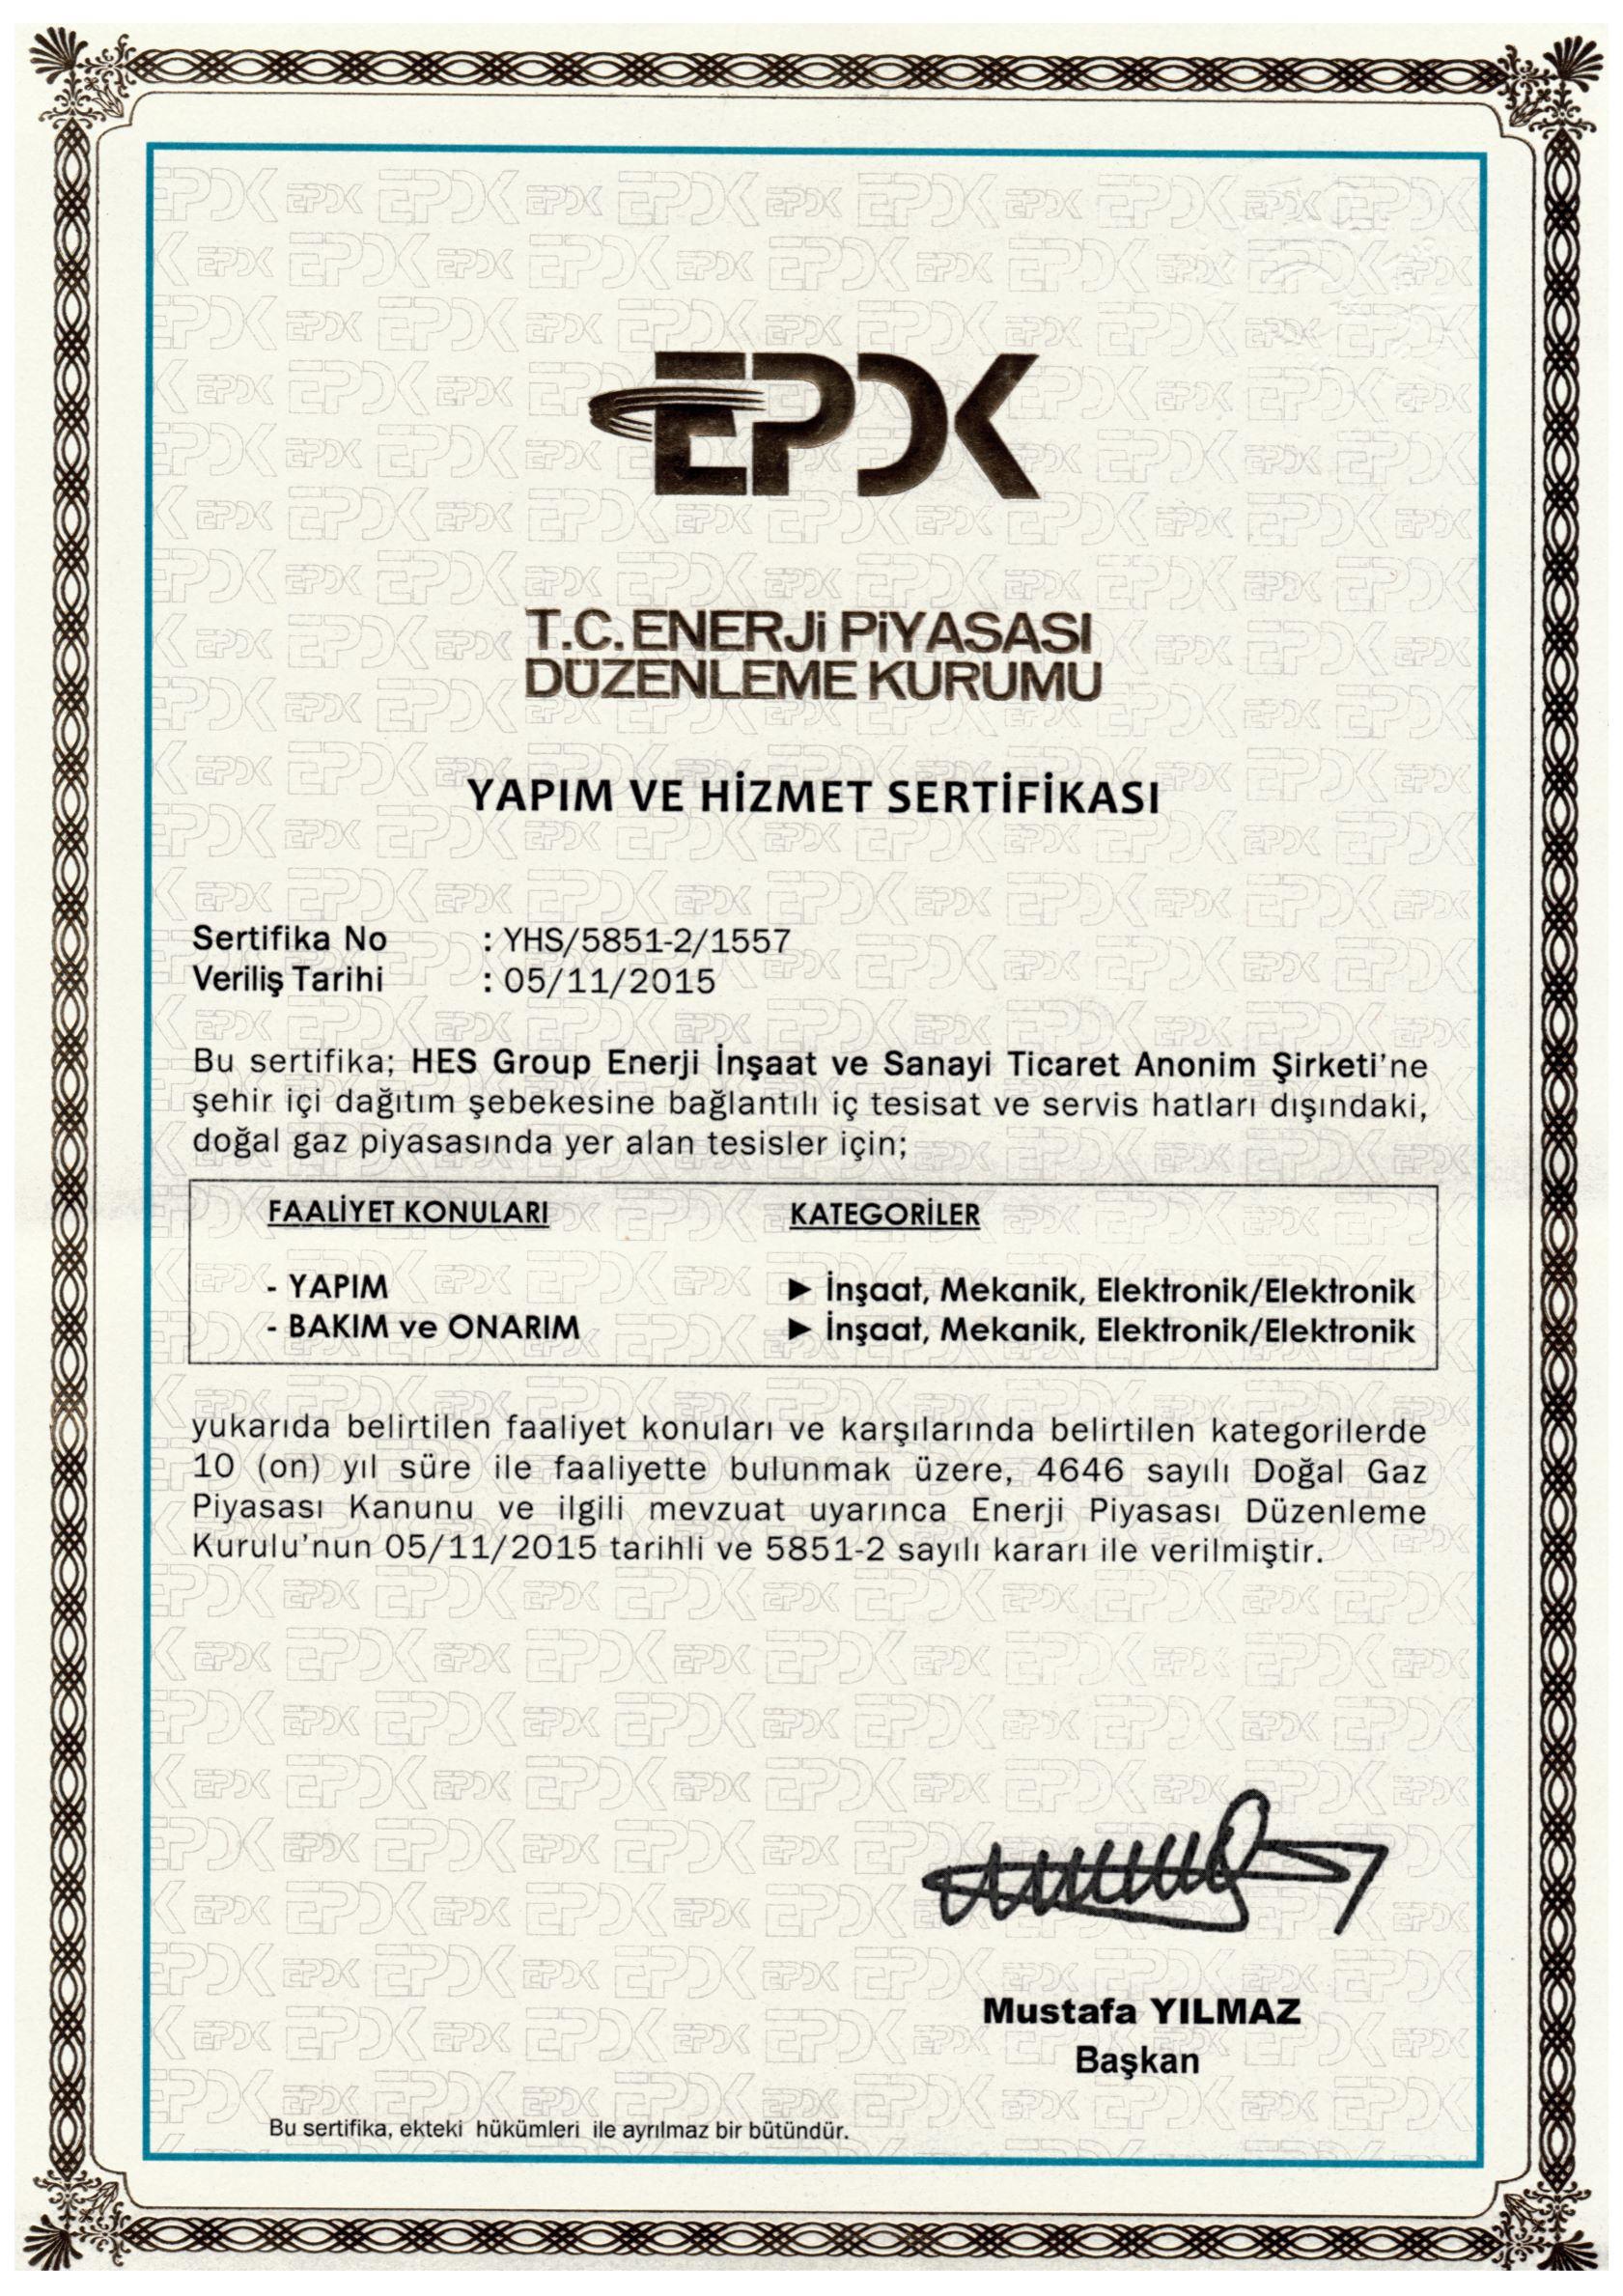 EPDK
T.C. ENERJi PiYASASI
DÜZENLEME KURUMU
YAPIM VE HİZMET SERTİFİKASI
Sertifika No : YHS/5851-2/1557
Veriliş Tarihi : 05/11/2015
Bu sertifika; HES Group Enerji İnşaat ve Sanayi Ticaret Anonim Şirketi'ne
şehir içi dağıtım şebekesine bağlantılı iç tesisat ve servis hatları dışındaki,
doğal gaz piyasasında yer alan tesisler için;
FAALİYET KONULARI KATEGORİLER
- YAPIM ► İnşaat, Mekanik, Elektronik/Elektronik
- BAKIM ve ONARIM ► İnşaat, Mekanik, Elektronik/Elektronik
yukarıda belirtilen faaliyet konuları ve karşılarında belirtilen kategorilerde
10 (on) yıl süre ile faaliyette bulunmak üzere, 4646 sayılı Doğal Gaz
Piyasası Kanunu ve ilgili mevzuat uyarınca Enerji Piyasası Düzenleme
Kurulu'nun 05/11/2015 tarihli ve 5851-2 sayılı kararı ile verilmiştir.
Mustafa YILMAZ
Başkan
Bu sertifika, ekteki hükümleri ile ayrılmaz bir bütündür.